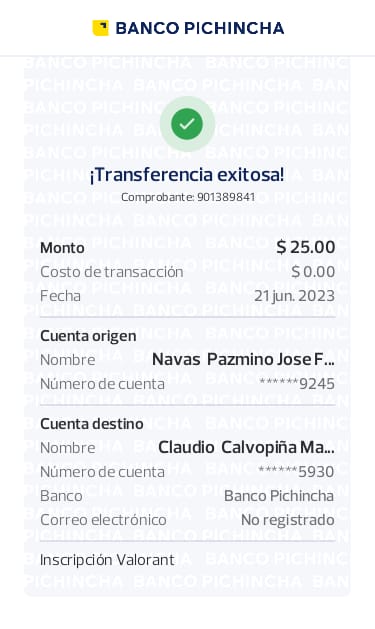 BANCO PICHINCHA
¡Transferencia exitosa!
Comprobante: 901389841
Monto $ 25.00
Costo de transacción $ 0.00
Fecha 21 jun. 2023
Cuenta origen
Nombre Navas Pazmino Jose F...
Número de cuenta ******9245
Cuenta destino
Nombre Claudio Calvopiña Ma...
Número de cuenta ******5930
Banco Banco Pichincha
Correo electrónico No registrado
Inscripción Valorant